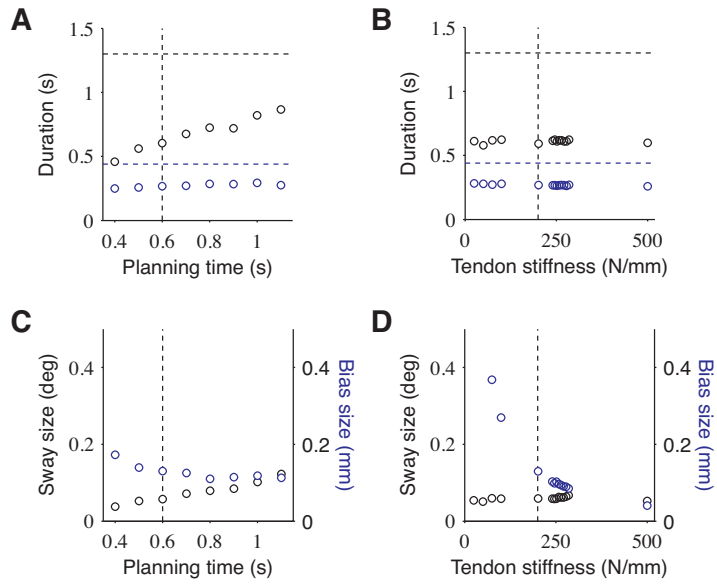 A
B
1.5
1
0.5
0
Duration (s)
0.4
0.6
0.8
1
Planning time (s)
1.5
1
0.5
0
Duration (s)
0
250
500
Tendon stiffness (N/mm)
C
D
0.4
0.2
0
Sway size (deg)
0.4
0.2
0
Bias size (mm)
0.4
0.6
0.8
1
Planning time (s)
0.4
0.2
0
Sway size (deg)
0.4
0.2
0
Bias size (mm)
0
250
500
Tendon stiffness (N/mm)